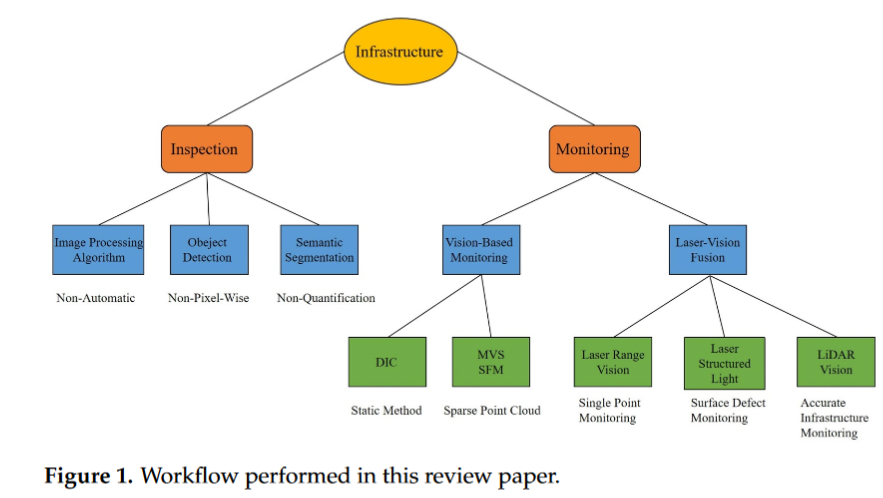 Infrastructure
Inspection
Monitoring
Image Processing
Algorithm
Obeject
Detection
Semantic
Segmentation
Vision-Based
Monitoring
Laser-Vision
Fusion
Non-Automatic
Non-Pixel-Wise
Non-Quantification
DIC
MVS
SFM
Laser Range
Vision
Laser
Structured
Light
LiDAR
Vision
Static Method
Sparse Point Cloud
Single Point
Monitoring
Surface Defect
Monitoring
Accurate
Infrastructure
Monitoring
Figure 1. Workflow performed in this review paper.